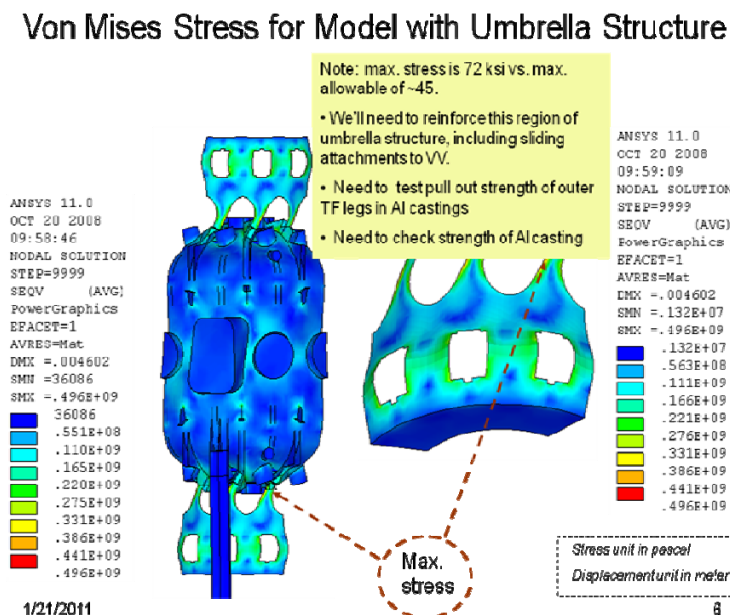 Von Mises Stress for Model with Umbrella Structure
Note: max. stress is 72 ksi vs. max.
allowable of ~45.
• We'll need to reinforce this region of
umbrella structure, including sliding
attachments to VV.
• Need to test pull out strength of outer
TF legs in Al castings
• Need to check strength of Al casting
ANSYS 11.0
OCT 20 2008
09:58:46
NODAL SOLUTION
STEP=9999
SEQV (AVG)
PowerGraphics
EFACET=1
AVRES=Mat
DMX =.004602
SMN =36086
SMX =.496E+09
36086
.551E+08
.110E+09
.165E+09
.220E+09
.275E+09
.331E+09
.386E+09
.441E+09
.496E+09
ANSYS 11.0
OCT 20 2008
09:59:09
NODAL SOLUTION
STEP=9999
SEQV (AVG)
PowerGraphics
EFACET=1
AVRES=Mat
DMX =.004602
SMN =.132E+07
SMX =.496E+09
.132E+07
.563E+08
.111E+09
.166E+09
.221E+09
.276E+09
.331E+09
.386E+09
.441E+09
.496E+09
Max.
stress
Stress unit in pascal
Displacement unit in meter
1/21/2011
6